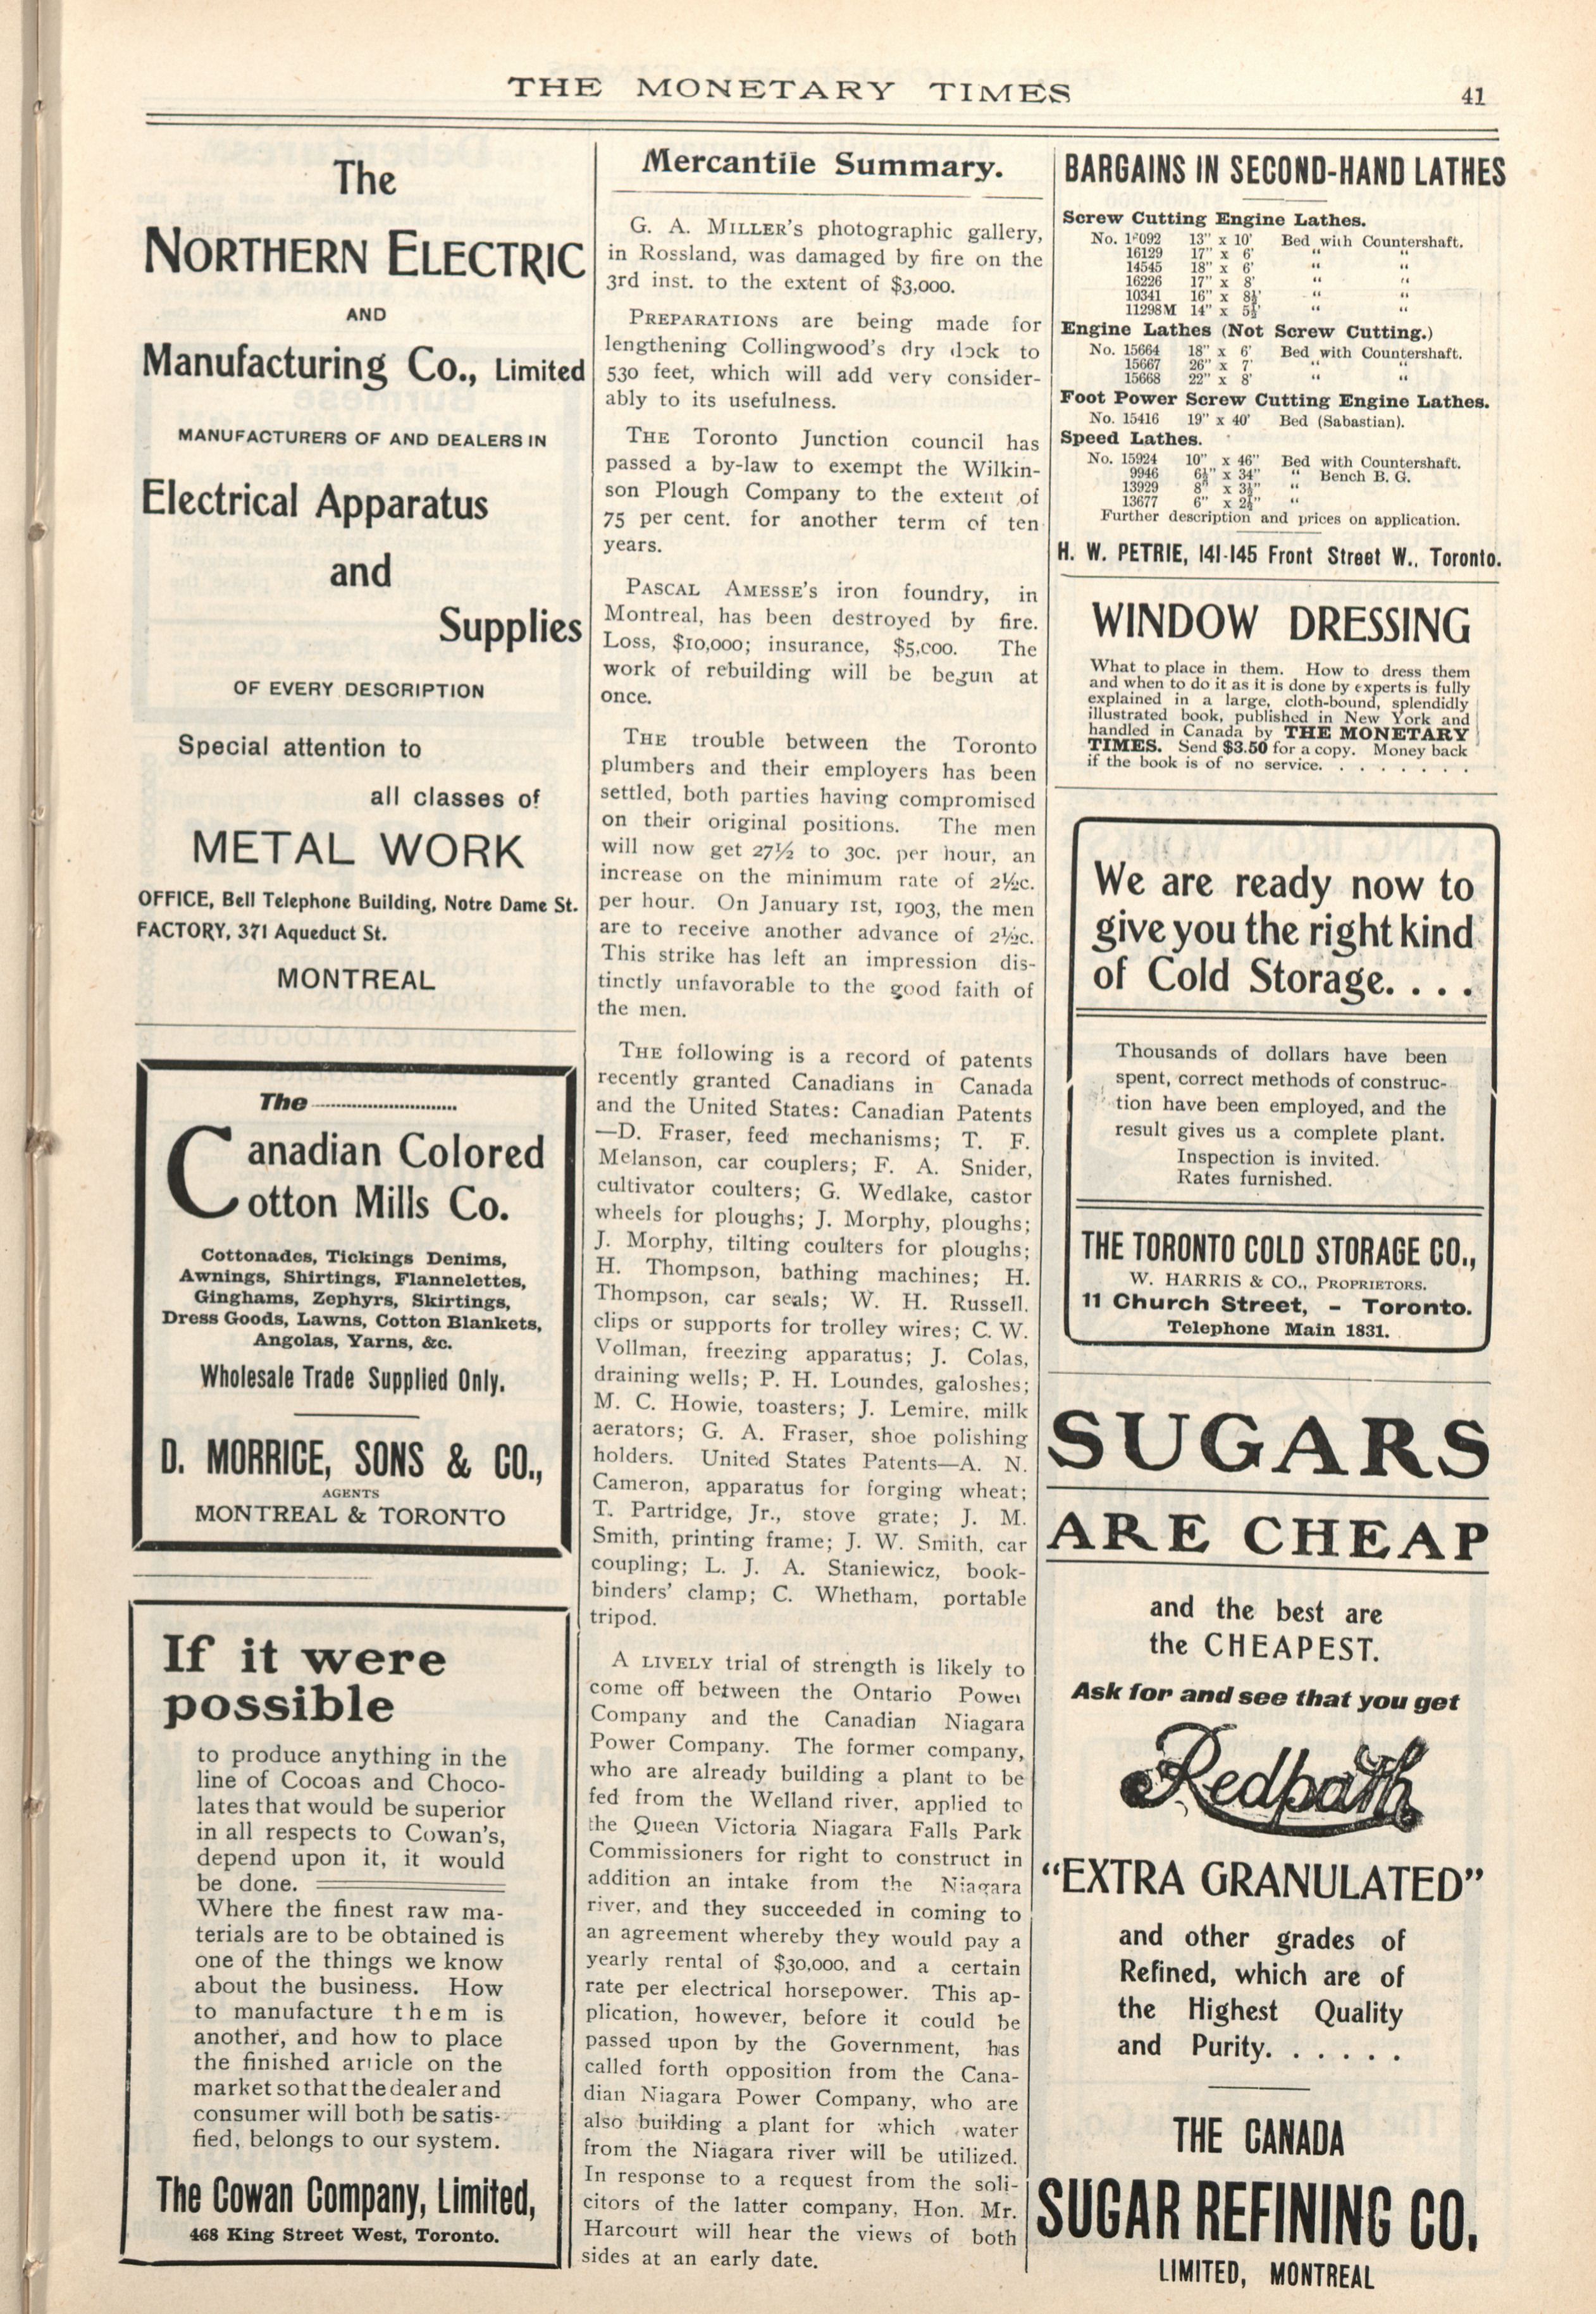 THE MONETARY TIMES
41
The
NORTHERN ELECTRIC
AND
Manufacturing Co., Limited
MANUFACTURERS OF AND DEALERS IN
Electrical Apparatus
and
Supplies
OF EVERY DESCRIPTION
Special attention to
all classes of
METAL WORK
OFFICE, Bell Telephone Building, Notre Dame St.
FACTORY, 371 Aqueduct St.
MONTREAL
The
Canadian Colored
Cotton Mills Co.
Cottonades, Tickings Denims,
Awnings, Shirtings, Flannelettes,
Ginghams, Zephyrs, Skirtings,
Dress Goods, Lawns, Cotton Blankets,
Angolas, Yarns, &c.
Wholesale Trade Supplied Only.
D. MORRICE, SONS & CO.,
AGENTS
MONTREAL & TORONTO
If it were
possible
to produce anything in the
line of Cocoas and Choco-
lates that would be superior
in all respects to Cowan's,
depend upon it, it would
be done.
Where the finest raw ma-
terials are to be obtained is
one of the things we know
about the business. How
to manufacture them is
another, and how to place
the finished article on the
market so that the dealer and
consumer will both be satis-
fied, belongs to our system.
The Cowan Company, Limited,
468 King Street West, Toronto.
Mercantile Summary.
G. A. MILLER'S photographic gallery,
in Rossland, was damaged by fire on the
3rd inst. to the extent of $3,000.
PREPARATIONS are being made for
lengthening Collingwood's dry dock to
530 feet, which will add very consider-
ably to its usefulness.
THE Toronto Junction council has
passed a by-law to exempt the Wilkin-
son Plough Company to the extent of
75 per cent. for another term of ten
years.
PASCAL AMESSE'S iron foundry, in
Montreal, has been destroyed by fire.
Loss, $10,000; insurance, $5,000. The
work of rebuilding will be begun at
once.
THE trouble between the Toronto
plumbers and their employers has been
settled, both parties having compromised
on their original positions. The men
will now get 27½ to 30c. per hour, an
increase on the minimum rate of 2½c.
per hour. On January 1st, 1903, the men
are to receive another advance of 2½c.
This strike has left an impression dis-
tinctly unfavorable to the good faith of
the men.
THE following is a record of patents
recently granted Canadians in Canada
and the United States: Canadian Patents
—D. Fraser, feed mechanisms; T. F.
Melanson, car couplers; F. A. Snider,
cultivator coulters; G. Wedlake, castor
wheels for ploughs; J. Morphy, ploughs;
J. Morphy, tilting coulters for ploughs;
H. Thompson, bathing machines; H.
Thompson, car seals; W. H. Russell,
clips or supports for trolley wires; C. W.
Vollman, freezing apparatus; J. Colas,
draining wells; P. H. Loundes, galoshes;
M. C. Howie, toasters; J. Lemire, milk
aerators; G. A. Fraser, shoe polishing
holders. United States Patents—A. N.
Cameron, apparatus for forging wheat;
T. Partridge, Jr., stove grate; J. M.
Smith, printing frame; J. W. Smith, car
coupling; L. J. A. Staniewicz, book-
binders' clamp; C. Whetham, portable
tripod.
A LIVELY trial of strength is likely to
come off between the Ontario Power
Company and the Canadian Niagara
Power Company. The former company,
who are already building a plant to be
fed from the Welland river, applied to
the Queen Victoria Niagara Falls Park
Commissioners for right to construct in
addition an intake from the Niagara
river, and they succeeded in coming to
an agreement whereby they would pay a
yearly rental of $30,000, and a certain
rate per electrical horsepower. This ap-
plication, however, before it could be
passed upon by the Government, has
called forth opposition from the Cana-
dian Niagara Power Company, who are
also building a plant for which water
from the Niagara river will be utilized.
In response to a request from the soli-
citors of the latter company, Hon. Mr.
Harcourt will hear the views of both
sides at an early date.
BARGAINS IN SECOND-HAND LATHES
Screw Cutting Engine Lathes.
No. 16092 13" x 10' Bed with Countershaft.
16129 17" x 6' " "
14545 18" x 6' " "
16226 17" x 8' " "
10341 16" x 8½' " "
11298M 14" x 5½' " "
Engine Lathes (Not Screw Cutting.)
No. 15664 18" x 6' Bed with Countershaft.
15667 26" x 7' " "
15668 22" x 8' " "
Foot Power Screw Cutting Engine Lathes.
No. 15416 19" x 40' Bed (Sabastian).
Speed Lathes.
No. 15924 10" x 46" Bed with Countershaft.
9946 6½" x 34" " Bench B. G.
13929 8" x 3½" "
13677 6" x 2½" "
Further description and prices on application.
H. W. PETRIE, 141-145 Front Street W., Toronto.
WINDOW DRESSING
What to place in them. How to dress them
and when to do it as it is done by experts is fully
explained in a large, cloth-bound, splendidly
illustrated book, published in New York and
handled in Canada by THE MONETARY
TIMES. Send $3.50 for a copy. Money back
if the book is of no service. . . . . . . .
We are ready now to
give you the right kind
of Cold Storage. . . .
Thousands of dollars have been
spent, correct methods of construc-
tion have been employed, and the
result gives us a complete plant.
Inspection is invited.
Rates furnished.
THE TORONTO COLD STORAGE CO.,
W. HARRIS & CO., PROPRIETORS.
11 Church Street, - Toronto.
Telephone Main 1831.
SUGARS
ARE CHEAP
and the best are
the CHEAPEST.
Ask for and see that you get
Redpath
"EXTRA GRANULATED"
and other grades of
Refined, which are of
the Highest Quality
and Purity. . . . . .
THE CANADA
SUGAR REFINING CO.
LIMITED, MONTREAL